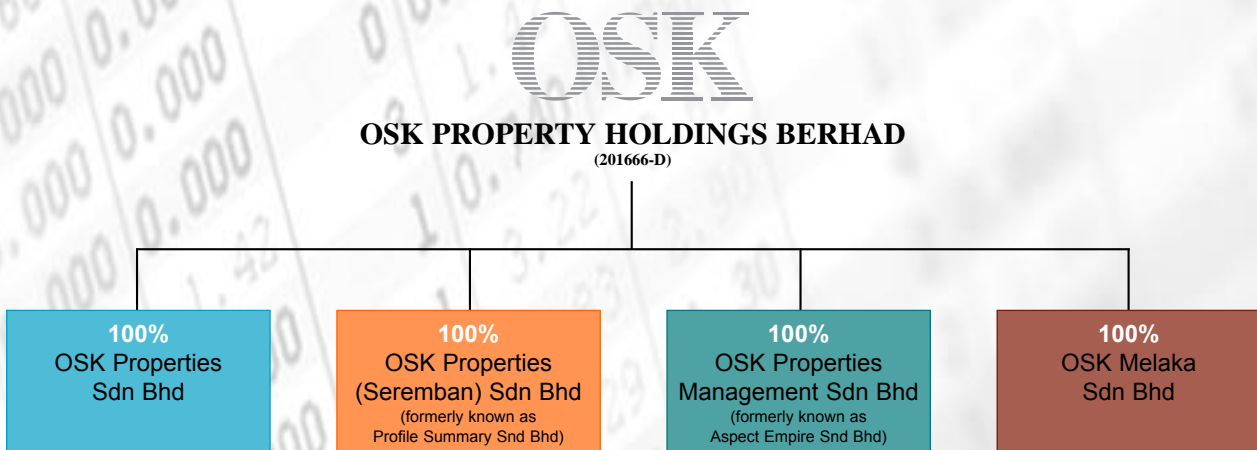 OSK
OSK PROPERTY HOLDINGS BERHAD
(201666-D)
100%
OSK Properties
Sdn Bhd
100%
OSK Properties
(Seremban) Sdn Bhd
(formerly known as
Profile Summary Snd Bhd)
100%
OSK Properties
Management Sdn Bhd
(formerly known as
Aspect Empire Snd Bhd)
100%
OSK Melaka
Sdn Bhd